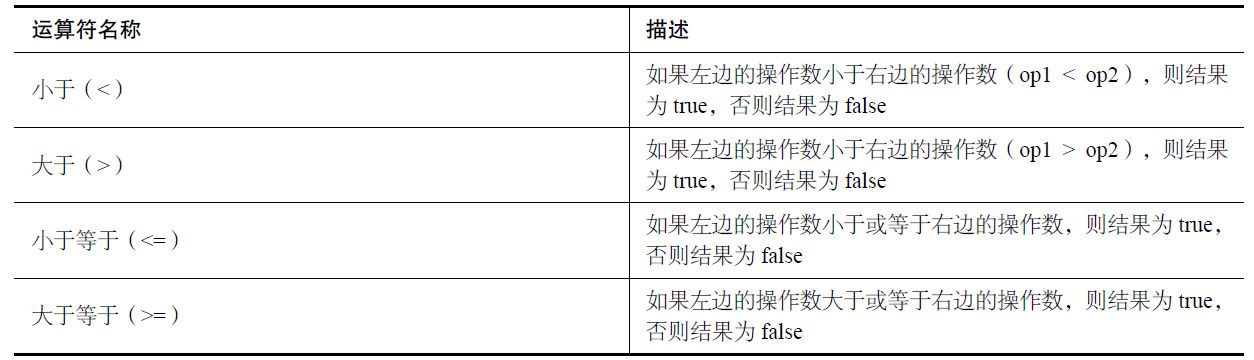 运算符名称
描述
小于（<）
如果左边的操作数小于右边的操作数（op1 < op2），则结果
为 true，否则结果为 false
大于（>）
如果左边的操作数小于右边的操作数（op1 > op2），则结果
为 true，否则结果为 false
小于等于（<=）
如果左边的操作数小于或等于右边的操作数，则结果为 true，
否则结果为 false
大于等于（>=）
如果左边的操作数大于或等于右边的操作数，则结果为 true，
否则结果为 false